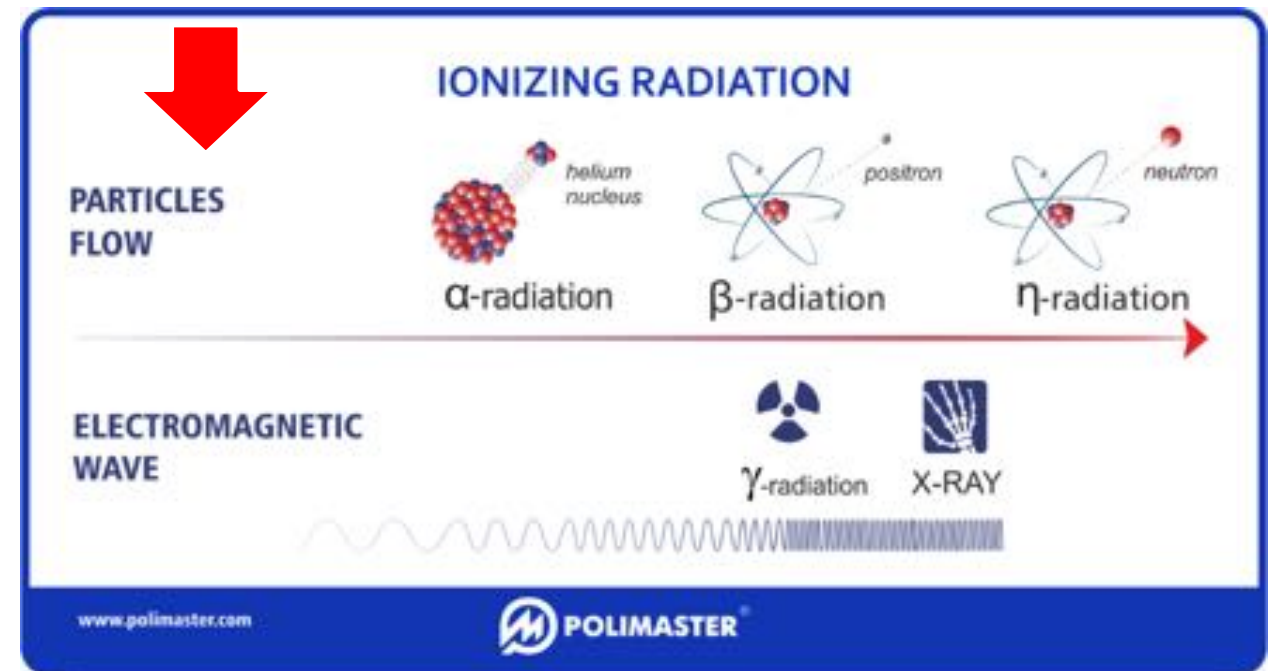 IONIZING RADIATION
PARTICLES
FLOW
helium
nucleus
positron
neutron
α-radiation
β-radiation
η-radiation
ELECTROMAGNETIC
WAVE
γ-radiation
X-RAY
www.polimaster.com
POLIMASTER®